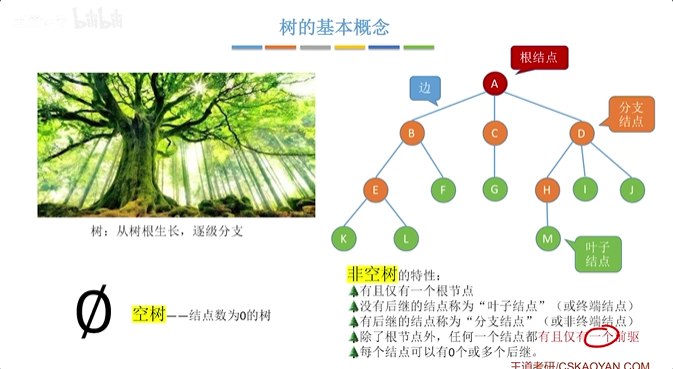 bilibili
树的基本概念
根结点
边
A
分支
结点
B
C
D
E
F
G
H
I
J
K
L
M
叶子
结点
树：从树根生长，逐级分支
Ø
空树——结点数为0的树
非空树的特性：
有且仅有一个根节点
没有后继的结点称为“叶子结点”（或终端结点）
有后继的结点称为“分支结点”（或非终端结点）
除了根节点外，任何一个结点都有且仅有一个前驱
每个结点可以有0个或多个后继。
王道考研/CSKAOYAN.COM